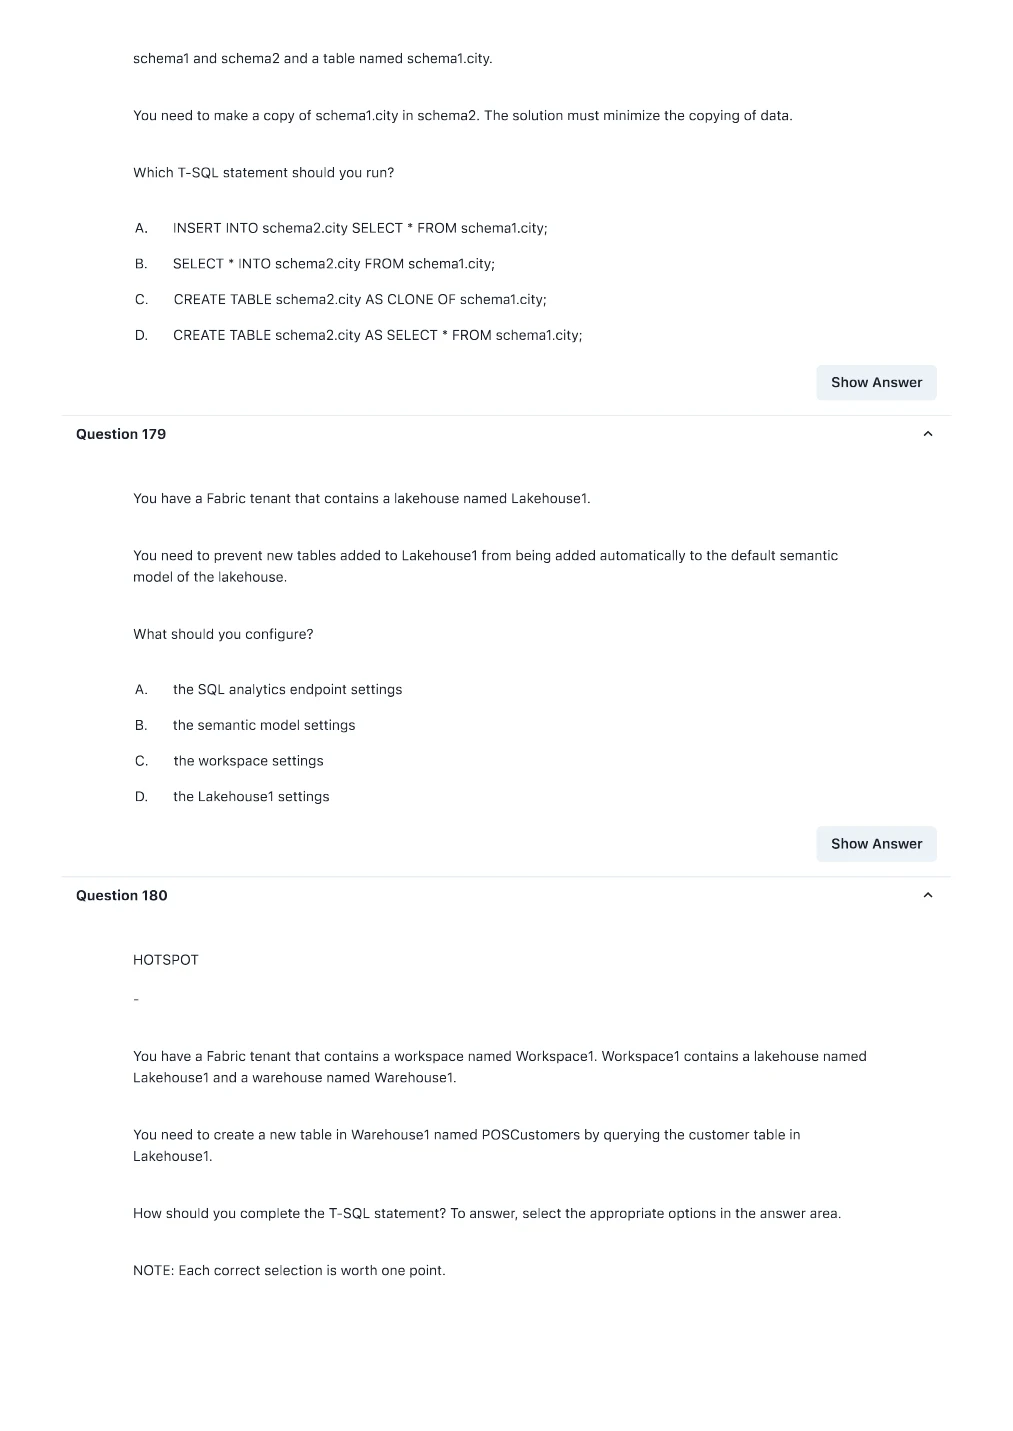 schema1 and schema2 and a table named schema1.city.
You need to make a copy of schema1.city in schema2. The solution must minimize the copying of data.
Which T-SQL statement should you run?
A. INSERT INTO schema2.city SELECT * FROM schema1.city;
B. SELECT * INTO schema2.city FROM schema1.city;
C. CREATE TABLE schema2.city AS CLONE OF schema1.city;
D. CREATE TABLE schema2.city AS SELECT * FROM schema1.city;
Show Answer
Question 179
You have a Fabric tenant that contains a lakehouse named Lakehouse1.
You need to prevent new tables added to Lakehouse1 from being added automatically to the default semantic
model of the lakehouse.
What should you configure?
A. the SQL analytics endpoint settings
B. the semantic model settings
C. the workspace settings
D. the Lakehouse1 settings
Show Answer
Question 180
HOTSPOT
-
You have a Fabric tenant that contains a workspace named Workspace1. Workspace1 contains a lakehouse named
Lakehouse1 and a warehouse named Warehouse1.
You need to create a new table in Warehouse1 named POSCustomers by querying the customer table in
Lakehouse1.
How should you complete the T-SQL statement? To answer, select the appropriate options in the answer area.
NOTE: Each correct selection is worth one point.